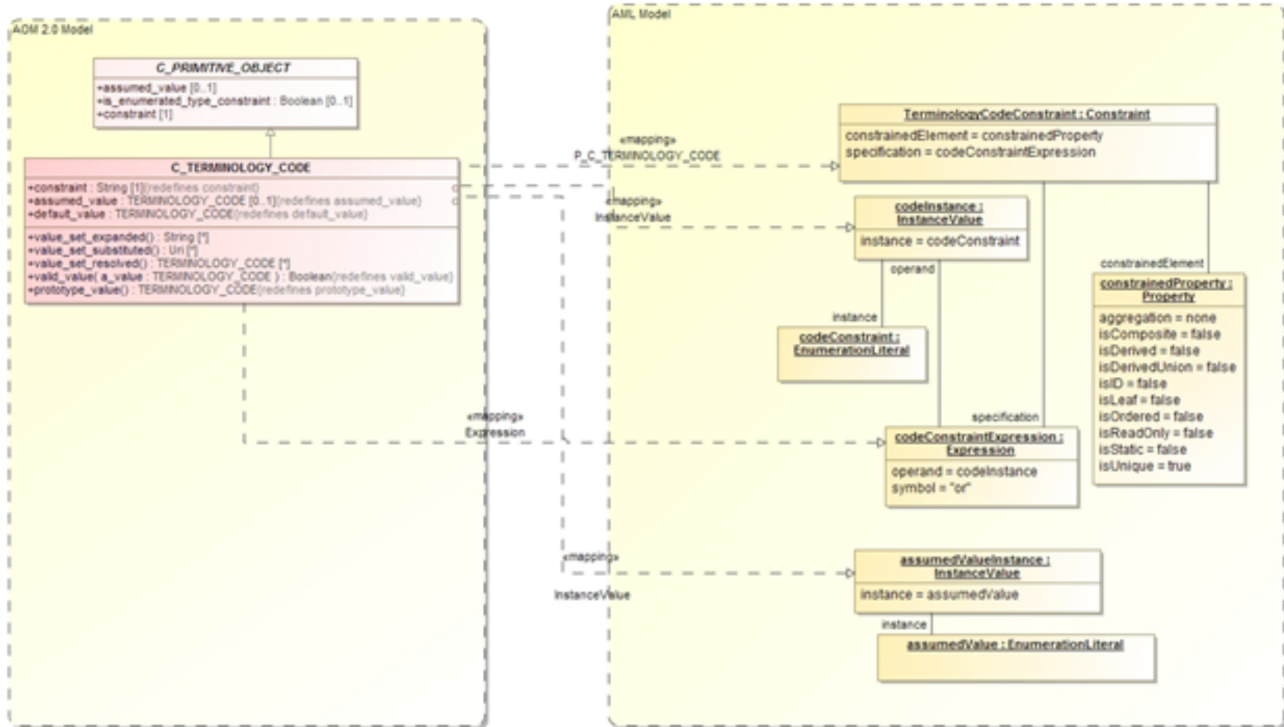 AOM 2.0 Model
C_PRIMITIVE_OBJECT
+assumed_value [0..1]
+is_enumerated_type_constraint : Boolean [0..1]
+constraint [1]
C_TERMINOLOGY_CODE
+constraint : String [1]{redefines constraint}
+assumed_value : TERMINOLOGY_CODE [0..1]{redefines assumed_value}
+default_value : TERMINOLOGY_CODE{redefines default_value}
+value_set_expanded() : String [*]
+value_set_substituted() : Uri [*]
+value_set_resolved() : TERMINOLOGY_CODE [*]
+valid_value( a_value : TERMINOLOGY_CODE ) : Boolean{redefines valid_value}
+prototype_value() : TERMINOLOGY_CODE{redefines prototype_value}
«mapping»
P_C_TERMINOLOGY_CODE
«mapping»
InstanceValue
«mapping»
Expression
«mapping»
InstanceValue
AML Model
TerminologyCodeConstraint : Constraint
constrainedElement = constrainedProperty
specification = codeConstraintExpression
codeInstance :
InstanceValue
instance = codeConstraint
operand
instance
codeConstraint :
EnumerationLiteral
constrainedElement
constrainedProperty :
Property
aggregation = none
isComposite = false
isDerived = false
isDerivedUnion = false
isID = false
isLeaf = false
isOrdered = false
isReadOnly = false
isStatic = false
isUnique = true
specification
codeConstraintExpression :
Expression
operand = codeInstance
symbol = "or"
assumedValueInstance :
InstanceValue
instance = assumedValue
instance
assumedValue : EnumerationLiteral